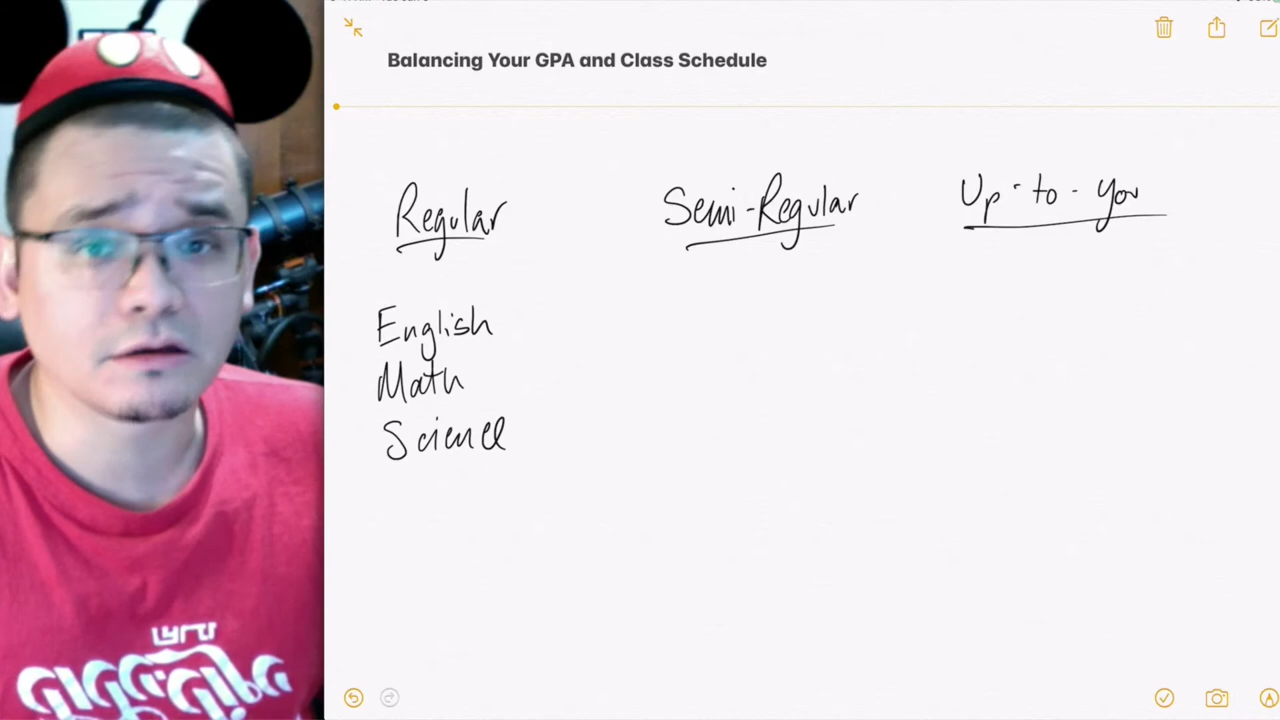 Balancing Your GPA and Class Schedule
Regular
Semi-Regular
Up-to-You
English
Math
Science